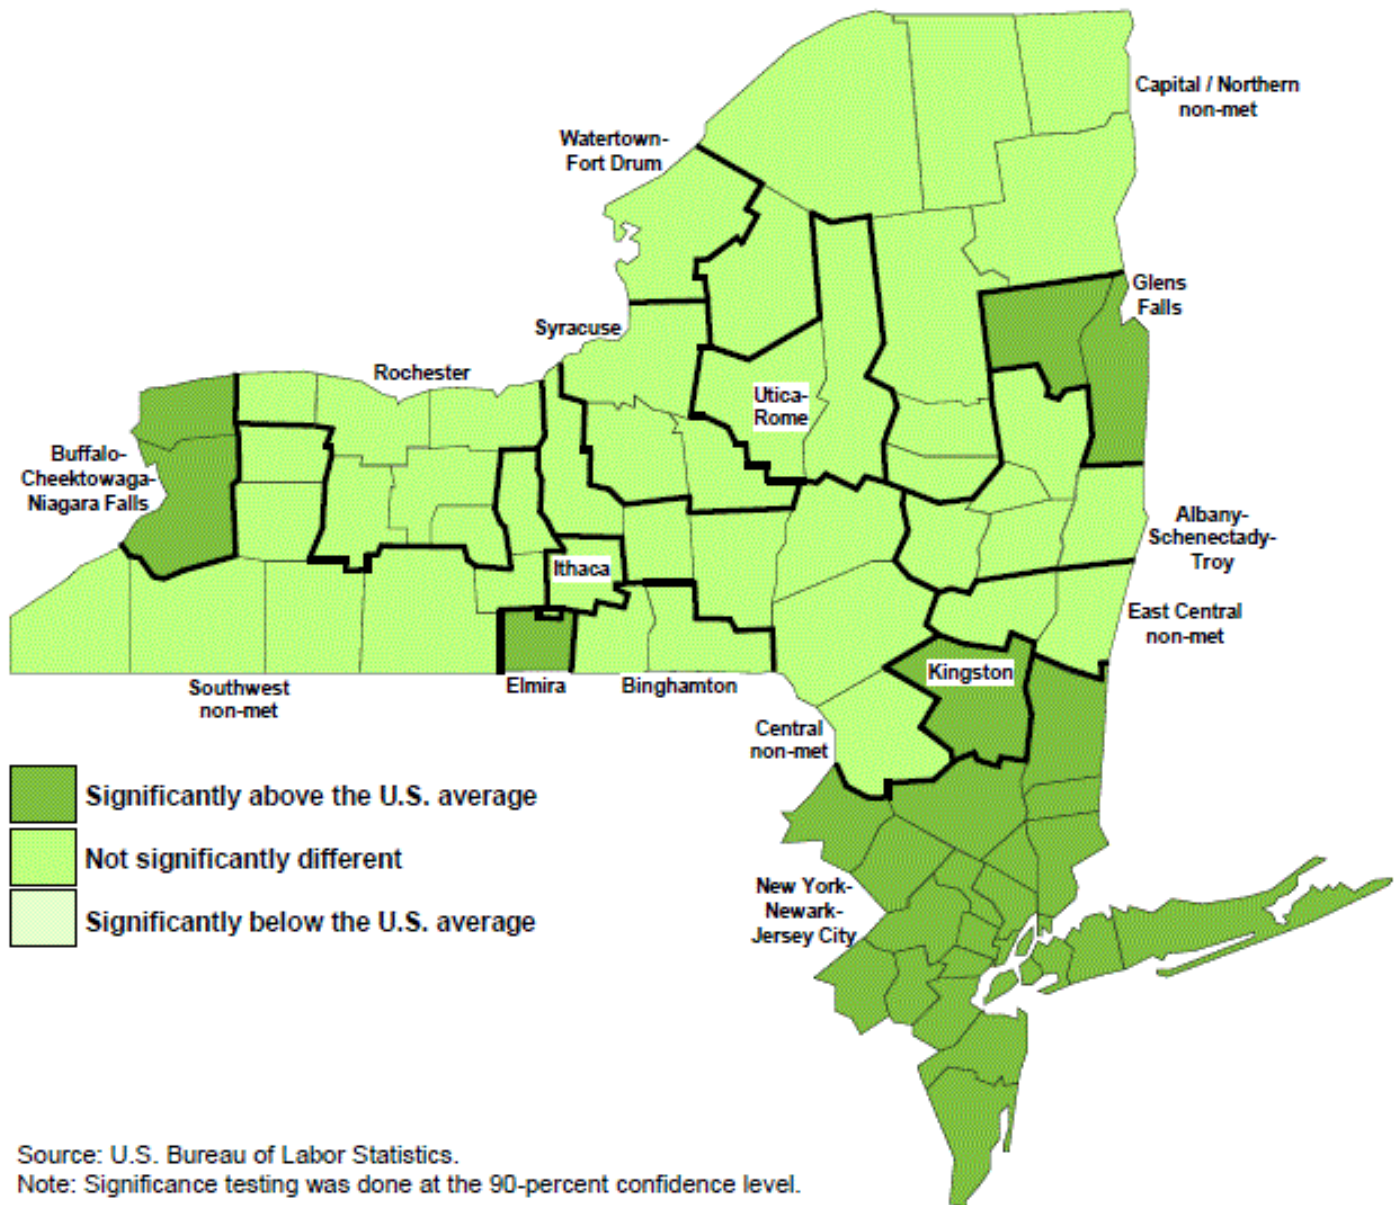 Capital / Northern
non-met
Watertown-
Fort Drum
Glens
Falls
Syracuse
Rochester
Utica-
Rome
Buffalo-
Cheektowaga-
Niagara Falls
Albany-
Schenectady-
Troy
Ithaca
East Central
non-met
Kingston
Southwest
non-met
Elmira
Binghamton
Central
non-met
Significantly above the U.S. average
Not significantly different
Significantly below the U.S. average
New York-
Newark-
Jersey City
Source: U.S. Bureau of Labor Statistics.
Note: Significance testing was done at the 90-percent confidence level.